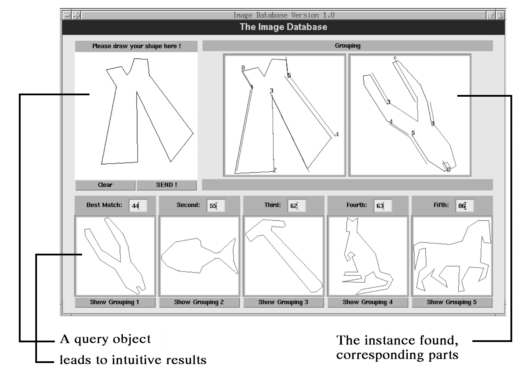 Image Database Version 1.0
The Image Database
Please draw your shape here !
Grouping
Clear
SEND !
Best Match: 44
Second: 55
Third: 62
Fourth: 63
Fifth: 86
Show Grouping 1
Show Grouping 2
Show Grouping 3
Show Grouping 4
Show Grouping 5
A query object
leads to intuitive results
The instance found,
corresponding parts